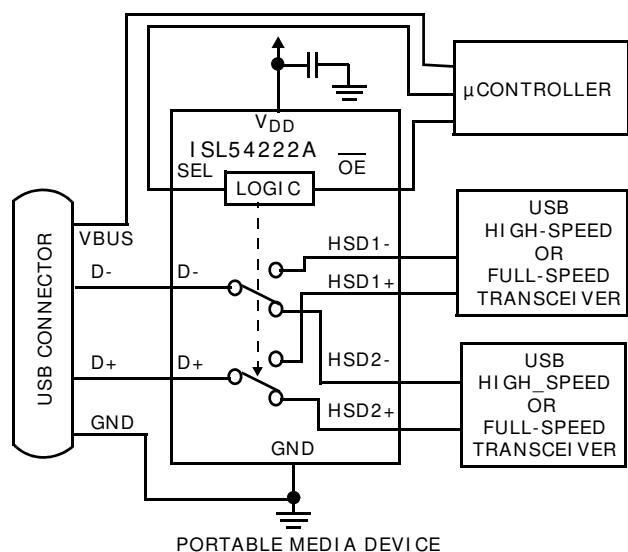 µCONTROLLER
VDD
ISL54222A
SEL
OE
LOGIC
USB CONNECTOR
VBUS
D-
D-
D+
D+
GND
HSD1-
HSD1+
HSD2-
HSD2+
GND
USB
HIGH-SPEED
OR
FULL-SPEED
TRANSCEIVER
USB
HIGH_SPEED
OR
FULL-SPEED
TRANSCEIVER
PORTABLE MEDIA DEVICE